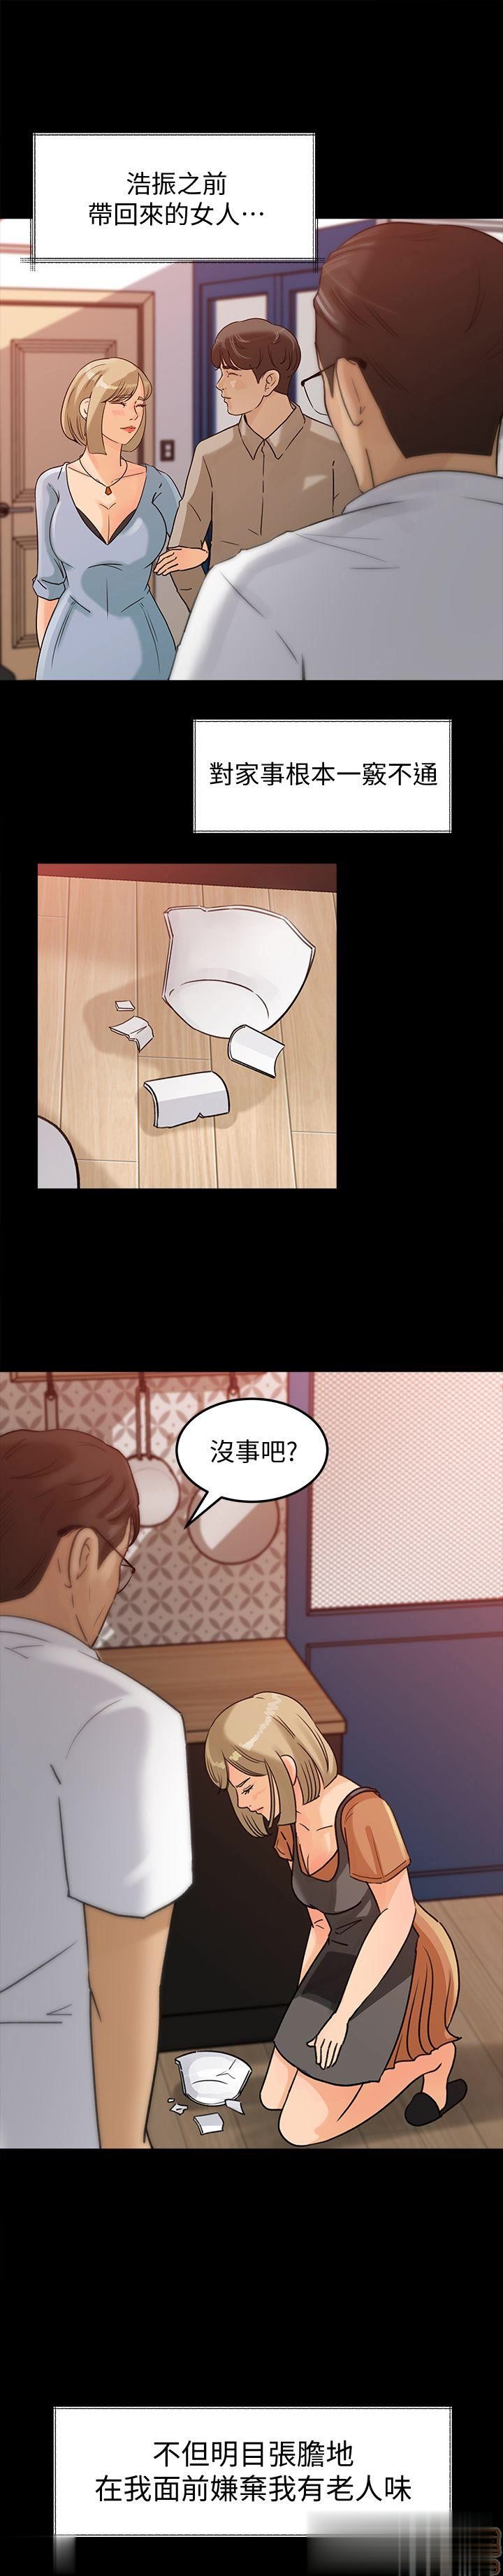 浩振之前
帶回來的女人…
對家事根本一竅不通
沒事吧?
不但明目張膽地
在我面前嫌棄我有老人味